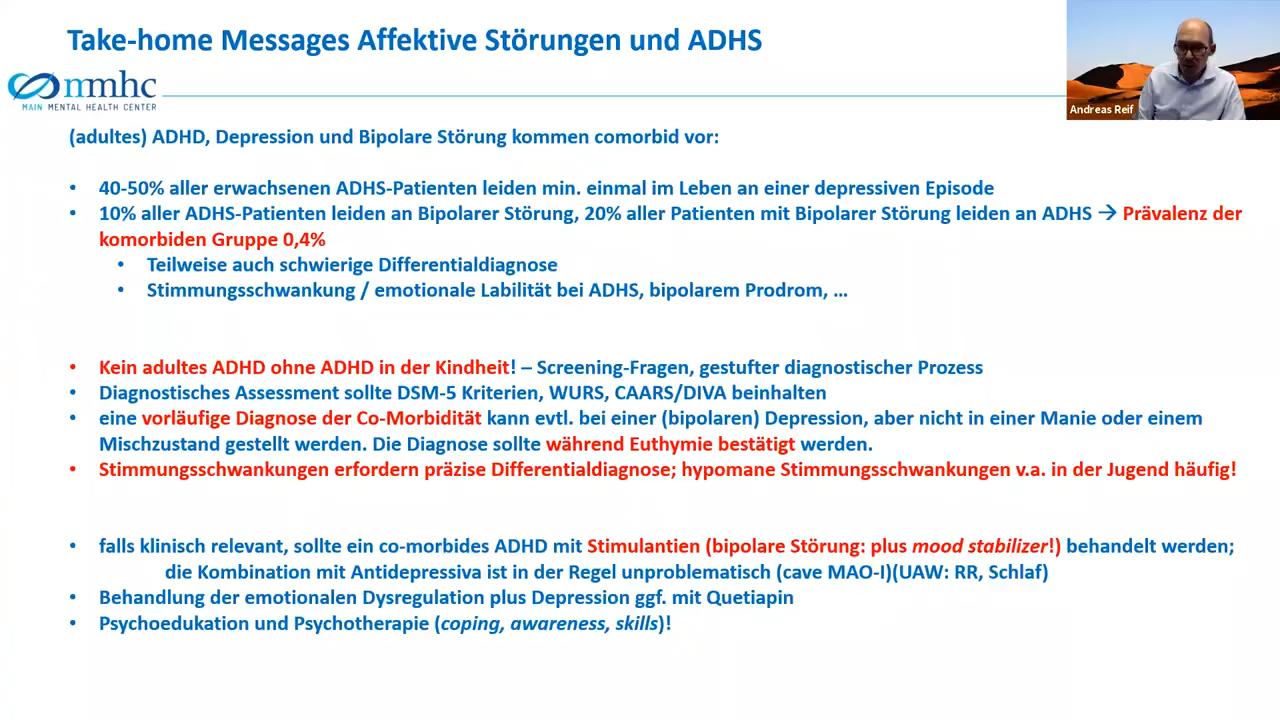 Take-home Messages Affektive Störungen und ADHS
mmhc
MAIN MENTAL HEALTH CENTER
Andreas Reif
(adultes) ADHD, Depression und Bipolare Störung kommen comorbid vor:
• 40-50% aller erwachsenen ADHS-Patienten leiden min. einmal im Leben an einer depressiven Episode
• 10% aller ADHS-Patienten leiden an Bipolarer Störung, 20% aller Patienten mit Bipolarer Störung leiden an ADHS → Prävalenz der
komorbiden Gruppe 0,4%
• Teilweise auch schwierige Differentialdiagnose
• Stimmungsschwankung / emotionale Labilität bei ADHS, bipolarem Prodrom, …
• Kein adultes ADHD ohne ADHD in der Kindheit! – Screening-Fragen, gestufter diagnostischer Prozess
• Diagnostisches Assessment sollte DSM-5 Kriterien, WURS, CAARS/DIVA beinhalten
• eine vorläufige Diagnose der Co-Morbidität kann evtl. bei einer (bipolaren) Depression, aber nicht in einer Manie oder einem
Mischzustand gestellt werden. Die Diagnose sollte während Euthymie bestätigt werden.
• Stimmungsschwankungen erfordern präzise Differentialdiagnose; hypomane Stimmungsschwankungen v.a. in der Jugend häufig!
• falls klinisch relevant, sollte ein co-morbides ADHD mit Stimulantien (bipolare Störung: plus mood stabilizer!) behandelt werden;
die Kombination mit Antidepressiva ist in der Regel unproblematisch (cave MAO-I)(UAW: RR, Schlaf)
• Behandlung der emotionalen Dysregulation plus Depression ggf. mit Quetiapin
• Psychoedukation und Psychotherapie (coping, awareness, skills)!